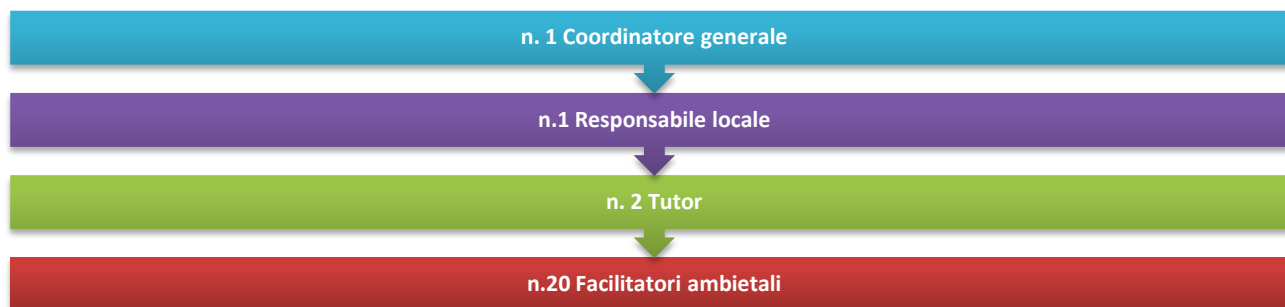 n. 1 Coordinatore generale
n.1 Responsabile locale
n. 2 Tutor
n.20 Facilitatori ambietali